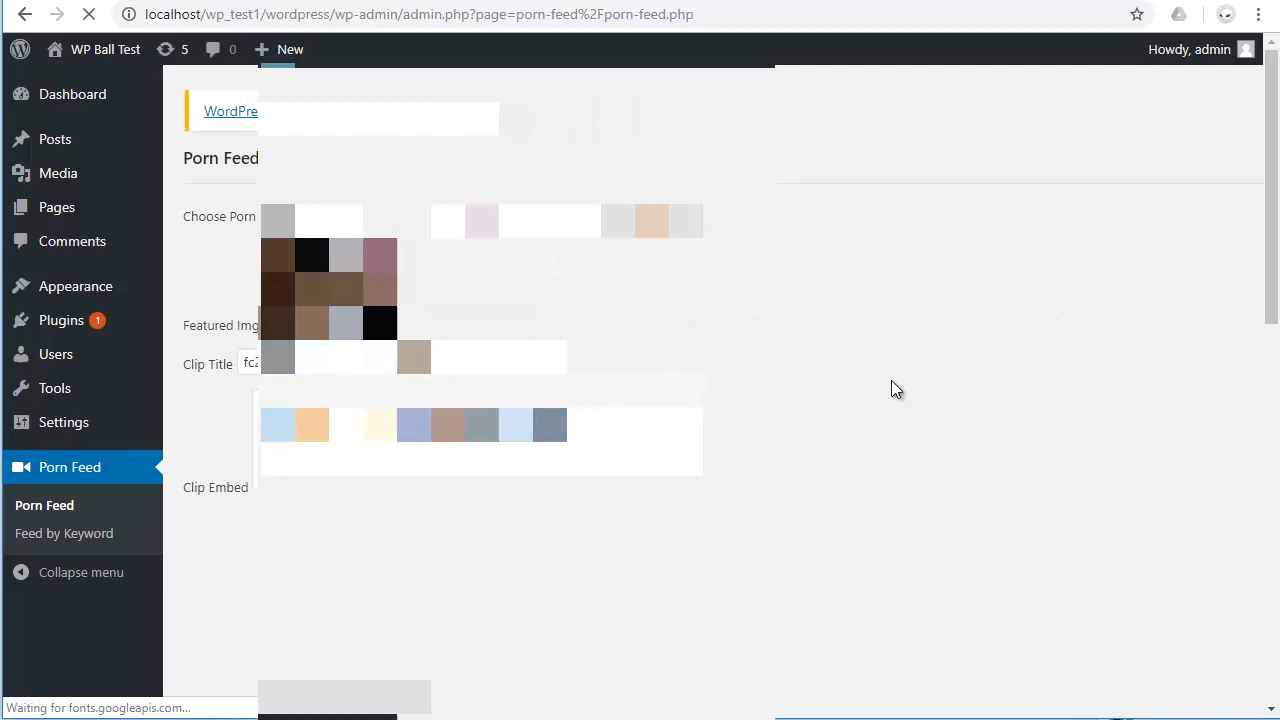 localhost/wp_test1/wordpress/wp-admin/admin.php?page=porn-feed%2Fporn-feed.php
WP Ball Test 5 0 New Howdy, admin
Dashboard
WordPre
Posts
Porn Feed
Media
Pages
Choose Porn
Comments
Appearance
Plugins 1
Featured Img
Users
Clip Title fc2
Tools
Settings
Porn Feed
Clip Embed
Porn Feed
Feed by Keyword
Collapse menu
Waiting for fonts.googleapis.com...